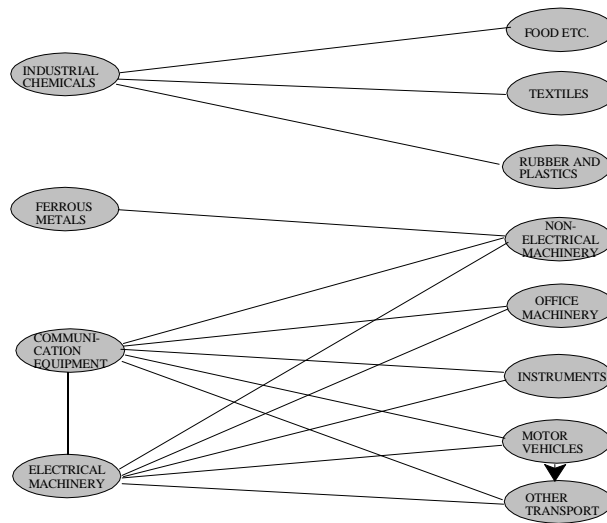 INDUSTRIAL
CHEMICALS
FERROUS
METALS
COMMUNI-
CATION
EQUIPMENT
ELECTRICAL
MACHINERY
FOOD ETC.
TEXTILES
RUBBER AND
PLASTICS
NON-
ELECTRICAL
MACHINERY
OFFICE
MACHINERY
INSTRUMENTS
MOTOR
VEHICLES
OTHER
TRANSPORT